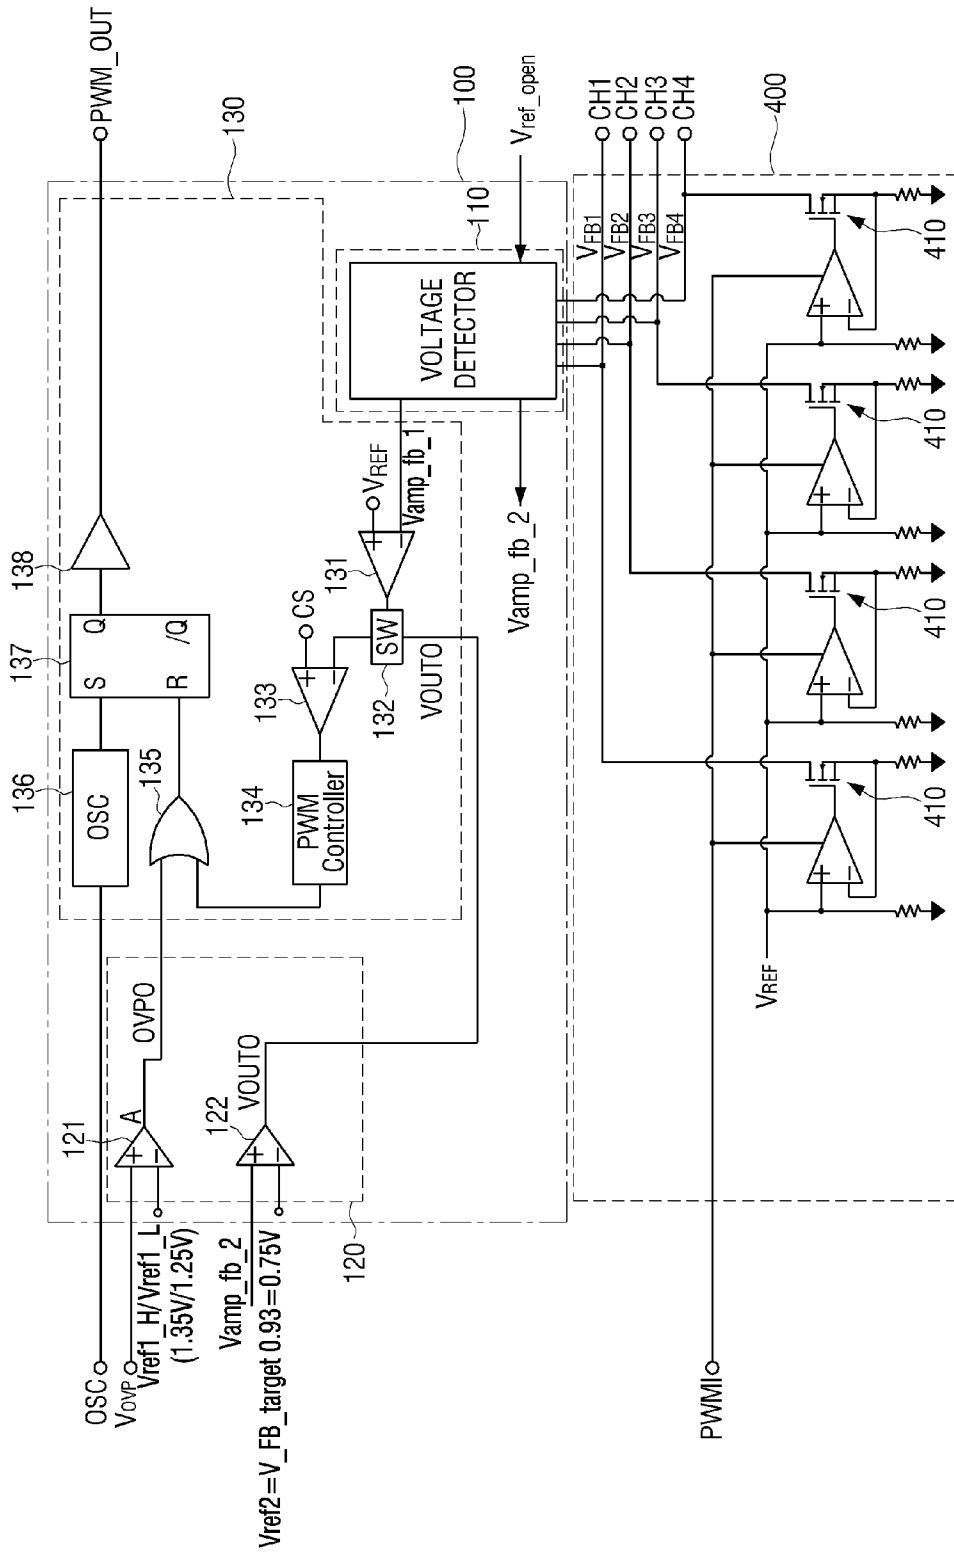 OSC
VOVP
Vref1_H/Vref1_L
(1.35V/1.25V)
Vamp_fb_2
Vref2=V_FB_target 0.93=0.75V
121
A
OVPO
122
VOUTO
120
136
OSC
135
134
PWM
Controller
137
S
Q
R
/Q
138
PWM_OUT
133
CS
132
SW
VOUTO
131
VREF
Vamp_fb_1
130
100
110
VOLTAGE
DETECTOR
Vref_open
Vamp_fb_2
VFB1
VFB2
VFB3
VFB4
CH1
CH2
CH3
CH4
400
410
410
410
410
VREF
PWMI
+
−
+
−
+
−
+
−
+
−
+
−
+
−
+
−